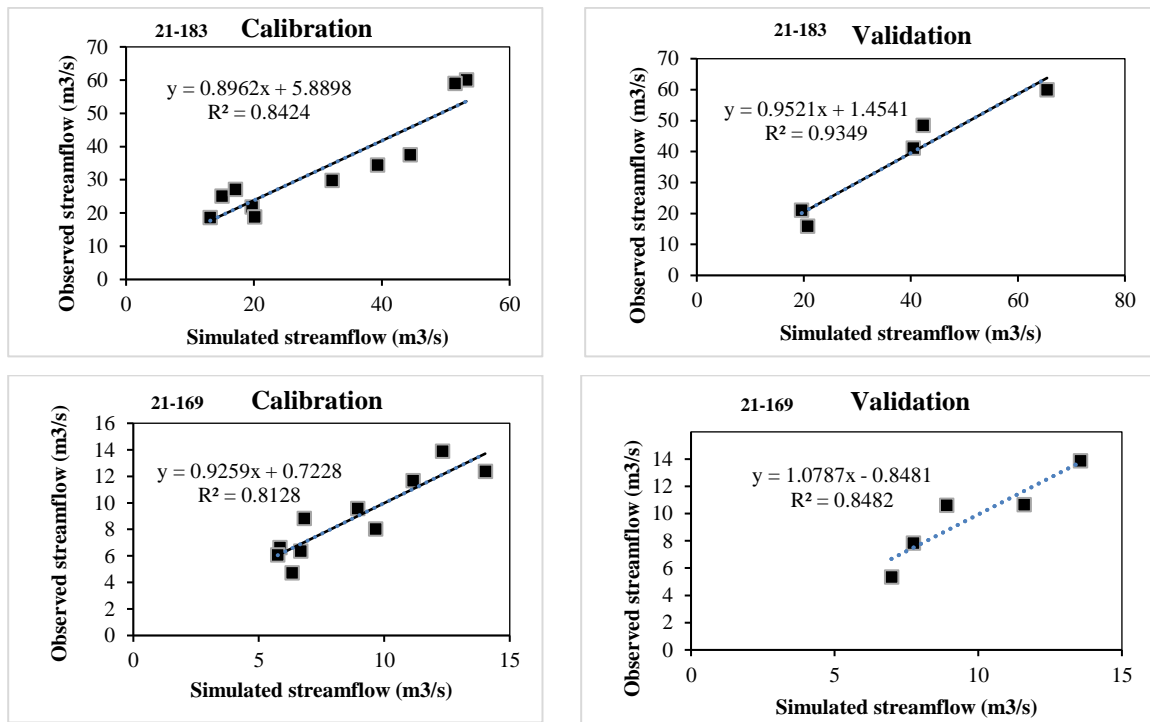 21-183 Calibration
Observed streamflow (m3/s)
70
60
50
40
30
20
10
0
y = 0.8962x + 5.8898
R² = 0.8424
0 20 40 60
Simulated streamflow (m3/s)
21-183 Validation
Observed streamflow (m3/s)
70
60
50
40
30
20
10
0
y = 0.9521x + 1.4541
R² = 0.9349
0 20 40 60 80
Simulated streamflow (m3/s)
21-169 Calibration
Observed streamflow (m3/s)
16
14
12
10
8
6
4
2
0
y = 0.9259x + 0.7228
R² = 0.8128
5 10 15
Simulated streamflow (m3/s)
21-169 Validation
Observed streamflow (m3/s)
14
12
10
8
6
4
2
0
y = 1.0787x - 0.8481
R² = 0.8482
0 5 10 15
Simulated streamflow (m3/s)